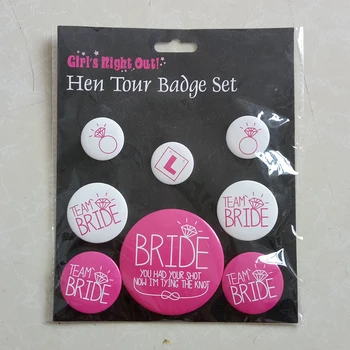 Girl's Night Out!
Hen Tour Badge Set
L
TEAM
BRIDE
TEAM
BRIDE
BRIDE
YOU HAD YOUR SHOT
NOW I'M TYING THE KNOT
TEAM
BRIDE
TEAM
BRIDE